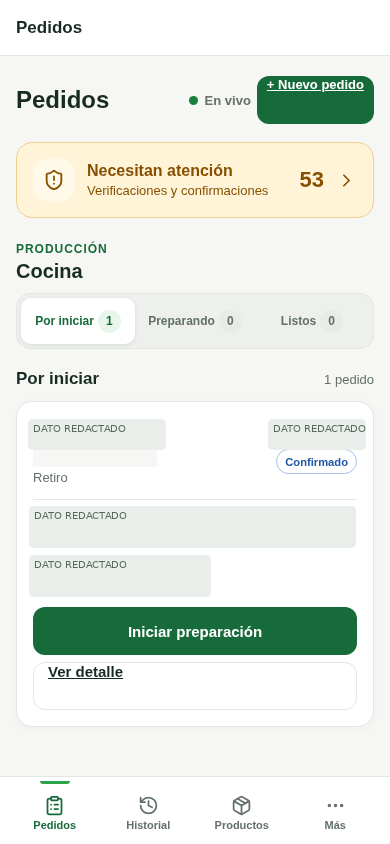 Pedidos
Pedidos
En vivo
+ Nuevo pedido
Necesitan atención
Verificaciones y confirmaciones
53
PRODUCCIÓN
Cocina
Por iniciar 1
Preparando 0
Listos 0
Por iniciar
1 pedido
DATO REDACTADO
DATO REDACTADO
Confirmado
Retiro
DATO REDACTADO
DATO REDACTADO
Iniciar preparación
Ver detalle
Pedidos
Historial
Productos
Más